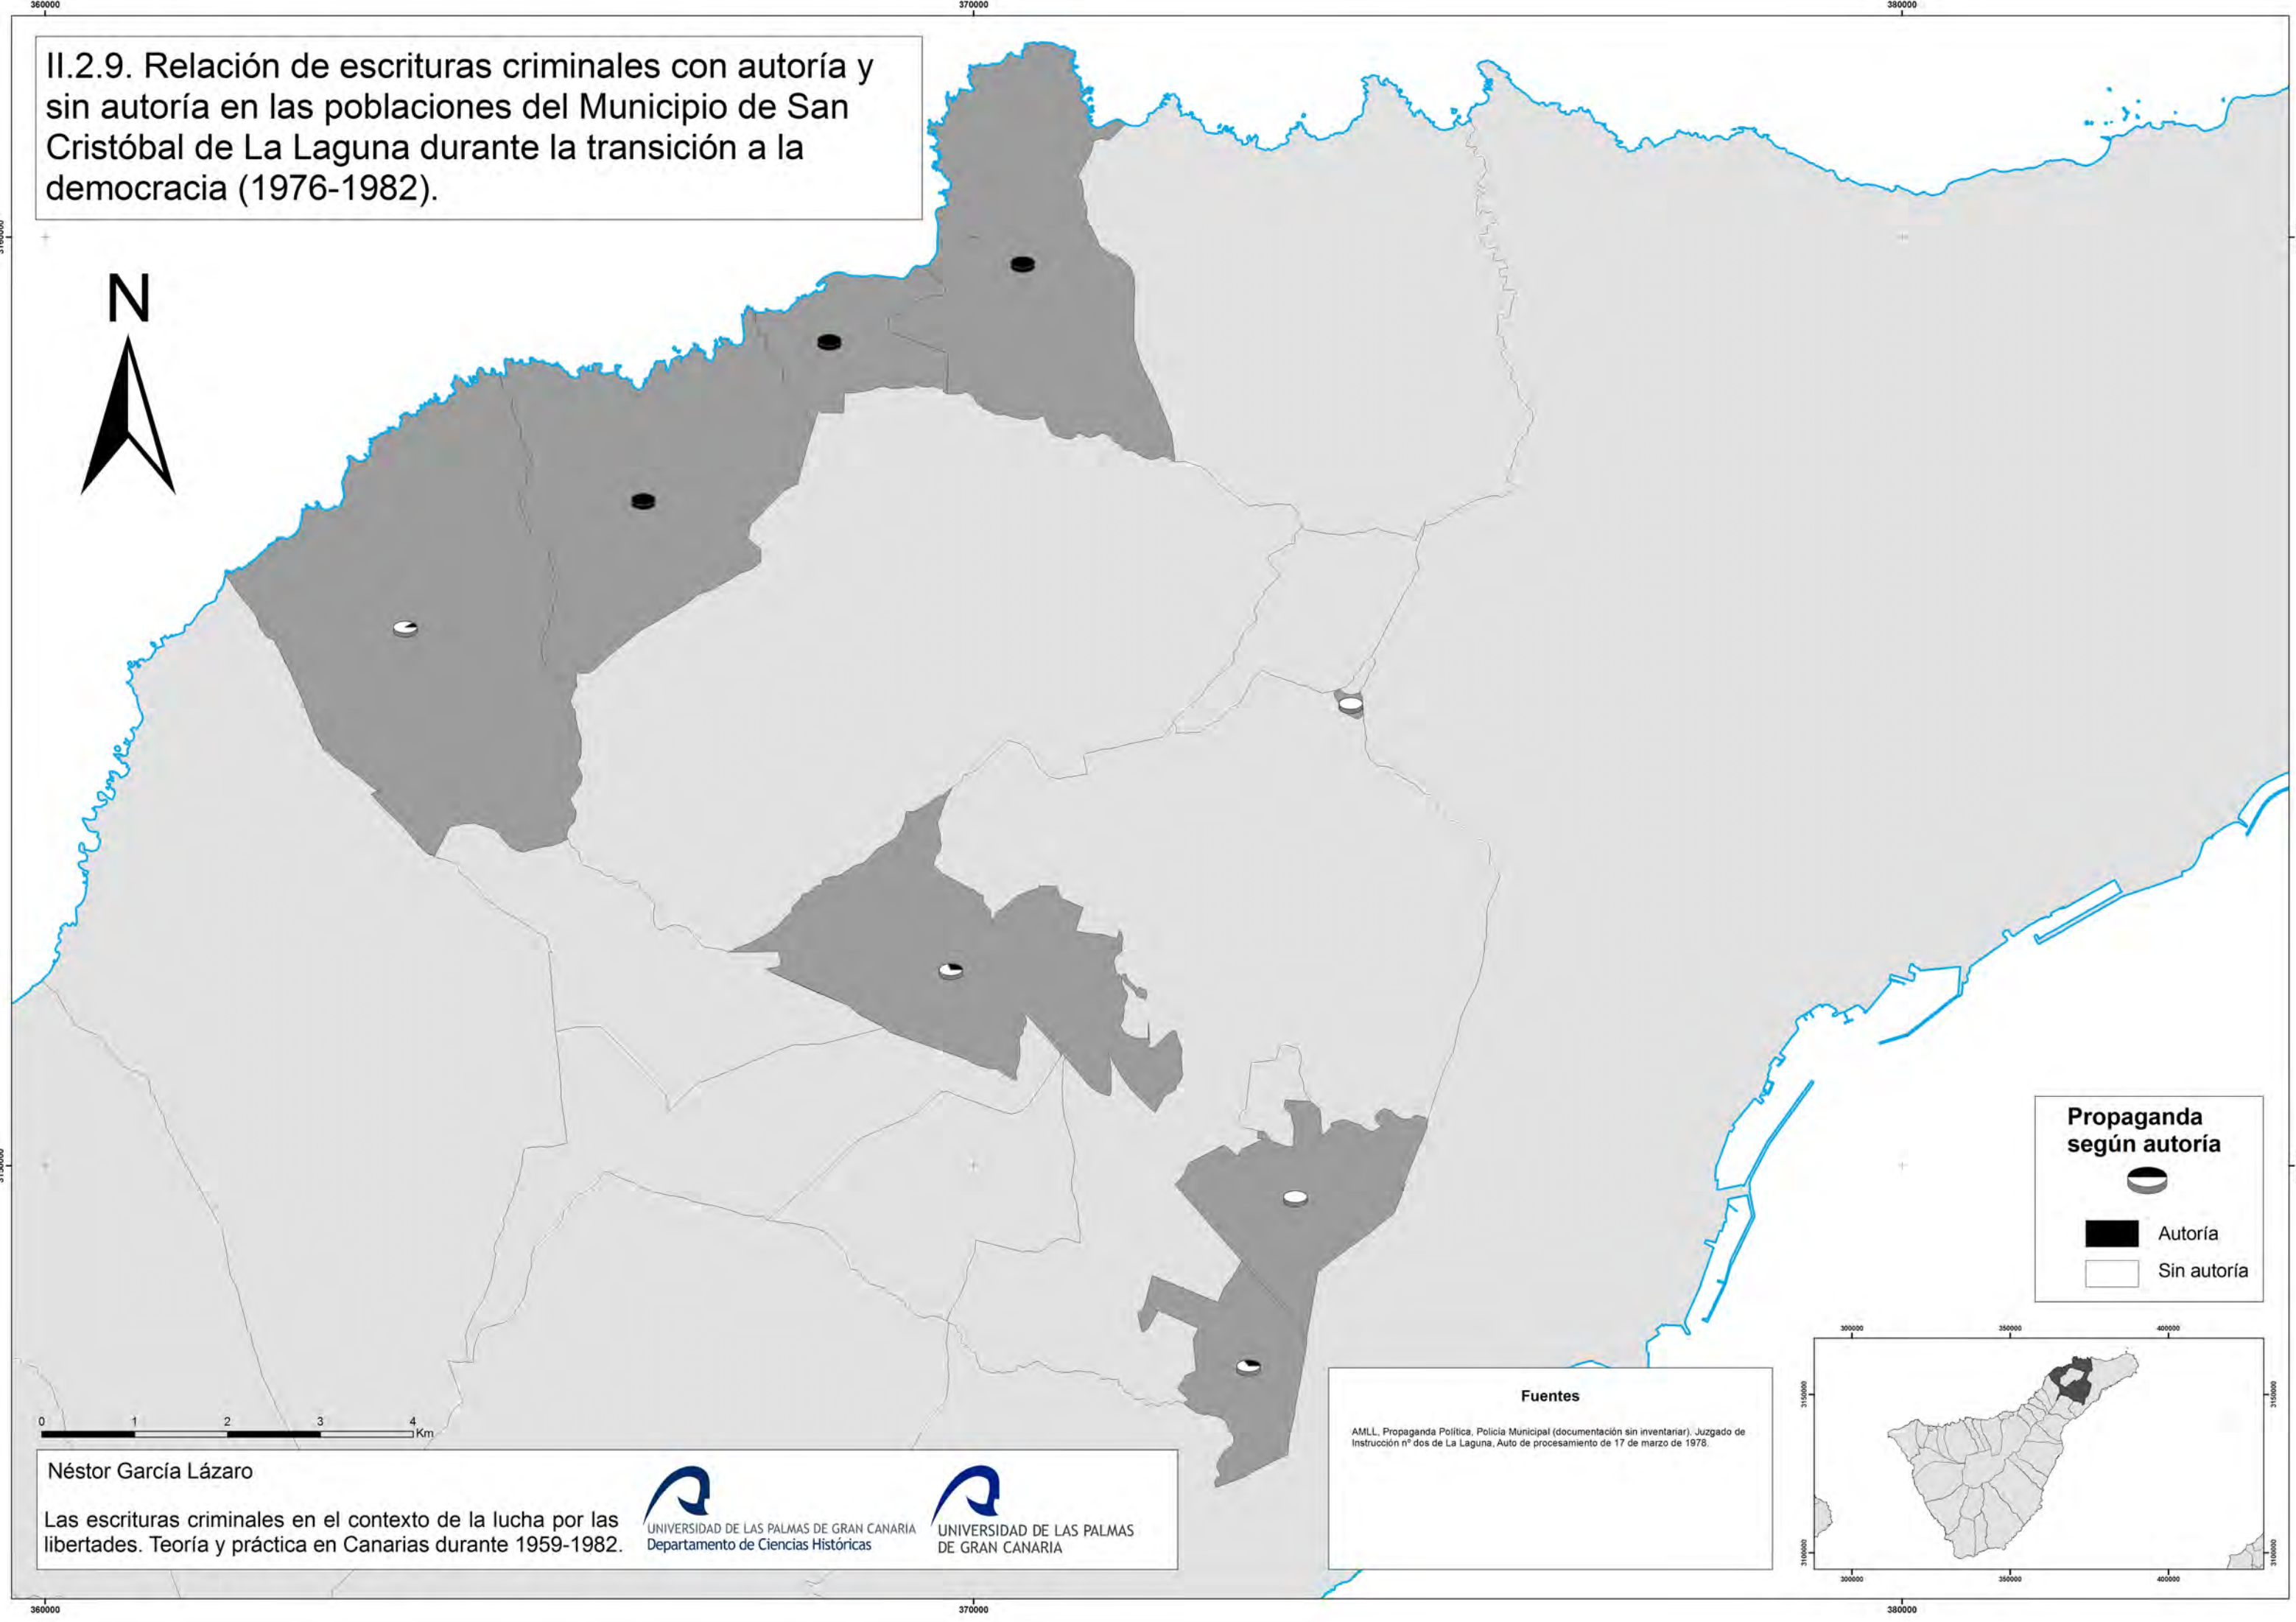 360000
370000
380000
II.2.9. Relación de escrituras criminales con autoría y
sin autoría en las poblaciones del Municipio de San
Cristóbal de La Laguna durante la transición a la
democracia (1976-1982).
N
Propaganda
según autoría
Autoría
Sin autoría
300000
350000
400000
3150000
3150000
3100000
3100000
300000
350000
400000
Fuentes
AMLL, Propaganda Política, Policía Municipal (documentación sin inventariar). Juzgado de
Instrucción nº dos de La Laguna, Auto de procesamiento de 17 de marzo de 1978.
0 1 2 3 4
Km
Néstor García Lázaro
Las escrituras criminales en el contexto de la lucha por las
libertades. Teoría y práctica en Canarias durante 1959-1982.
UNIVERSIDAD DE LAS PALMAS DE GRAN CANARIA
Departamento de Ciencias Históricas
UNIVERSIDAD DE LAS PALMAS
DE GRAN CANARIA
360000
370000
380000